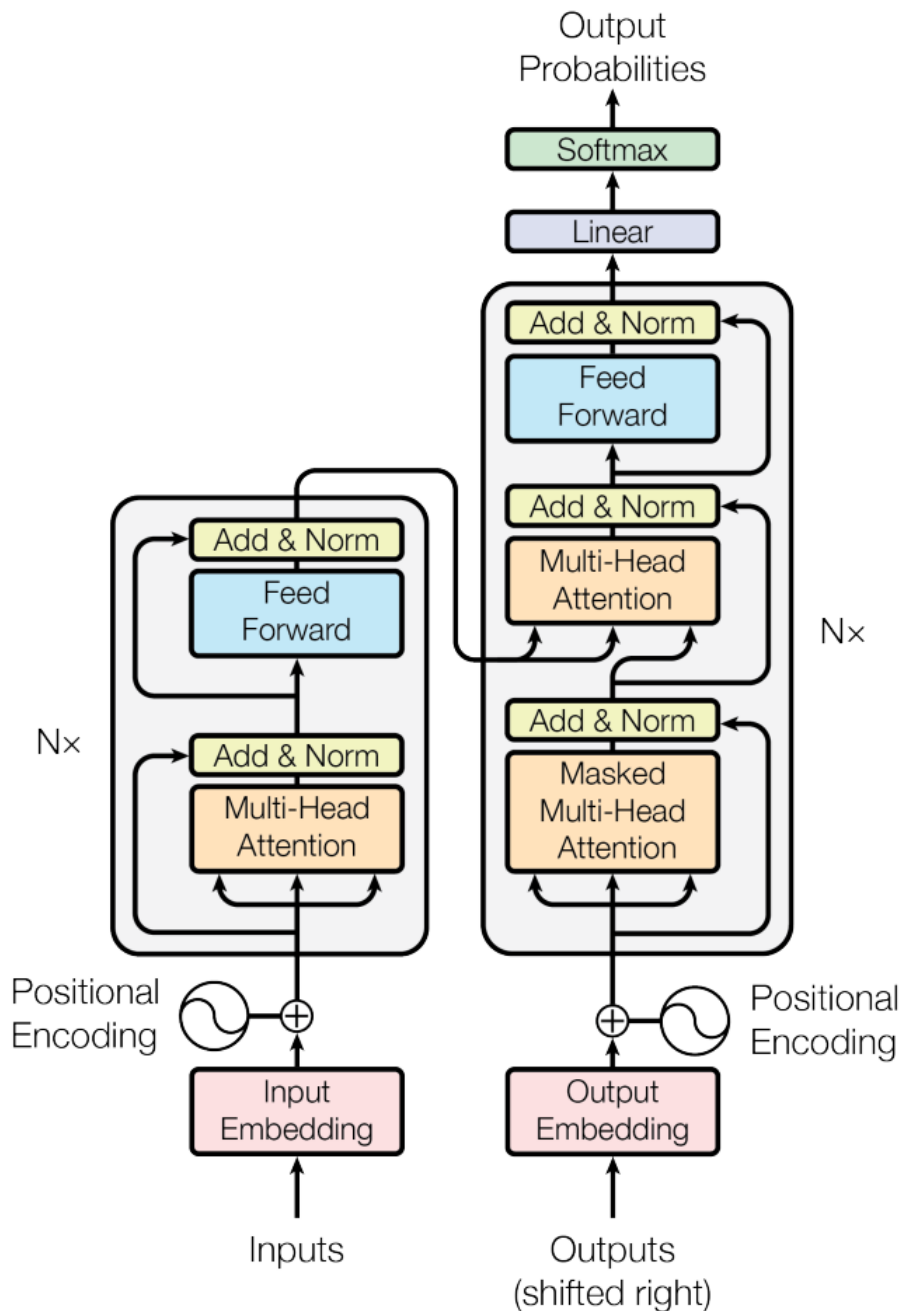 Output
Probabilities
Softmax
Linear
Add & Norm
Feed
Forward
Add & Norm
Multi-Head
Attention
N×
Add & Norm
Masked
Multi-Head
Attention
Add & Norm
Feed
Forward
N×
Add & Norm
Multi-Head
Attention
Positional
Encoding
Positional
Encoding
Input
Embedding
Output
Embedding
Inputs
Outputs
(shifted right)